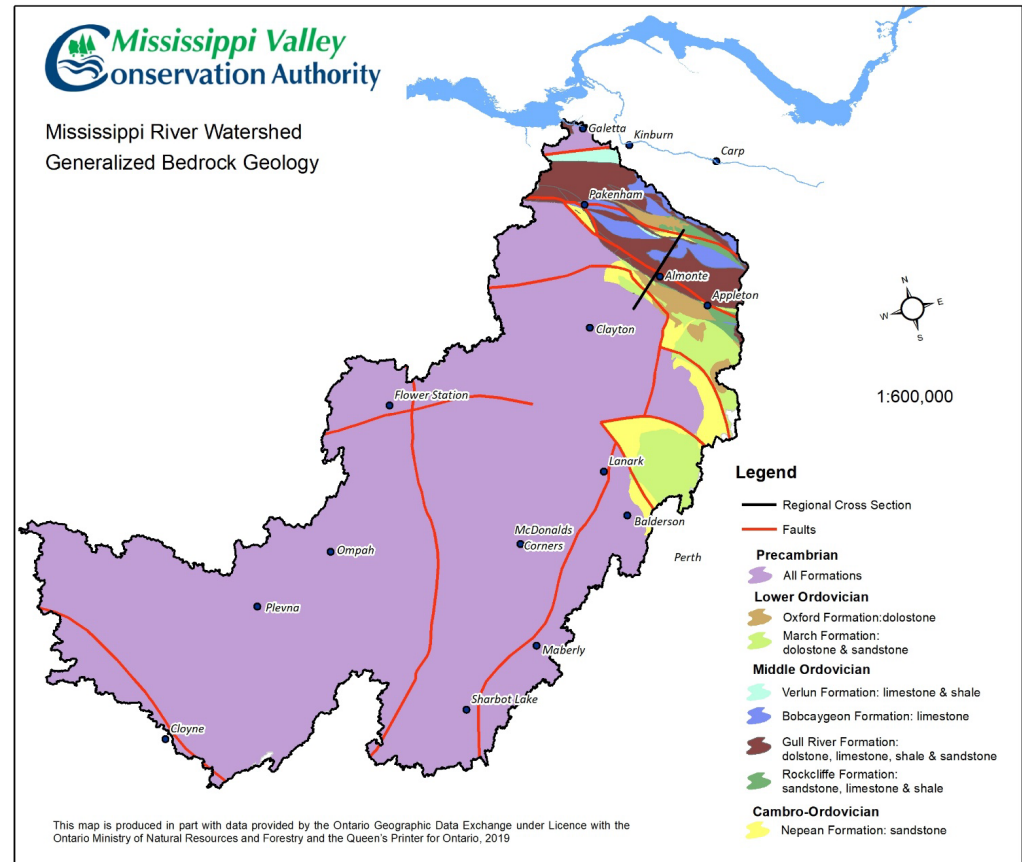 Mississippi Valley
Conservation Authority
Mississippi River Watershed
Generalized Bedrock Geology
Galetta
Kinburn
Carp
Pakenham
Almonte
Appleton
Clayton
N
W E
S
1:600,000
Flower Station
Lanark
Balderson
McDonalds
Corners
Perth
Ompah
Plevna
Maberly
Sharbot Lake
Cloyne
Legend
Regional Cross Section
Faults
Precambrian
All Formations
Lower Ordovician
Oxford Formation:dolostone
March Formation:
dolostone & sandstone
Middle Ordovician
Verlun Formation: limestone & shale
Bobcaygeon Formation: limestone
Gull River Formation:
dolstone, limestone, shale & sandstone
Rockcliffe Formation:
sandstone, limestone & shale
Cambro-Ordovician
Nepean Formation: sandstone
This map is produced in part with data provided by the Ontario Geographic Data Exchange under Licence with the
Ontario Ministry of Natural Resources and Forestry and the Queen's Printer for Ontario, 2019